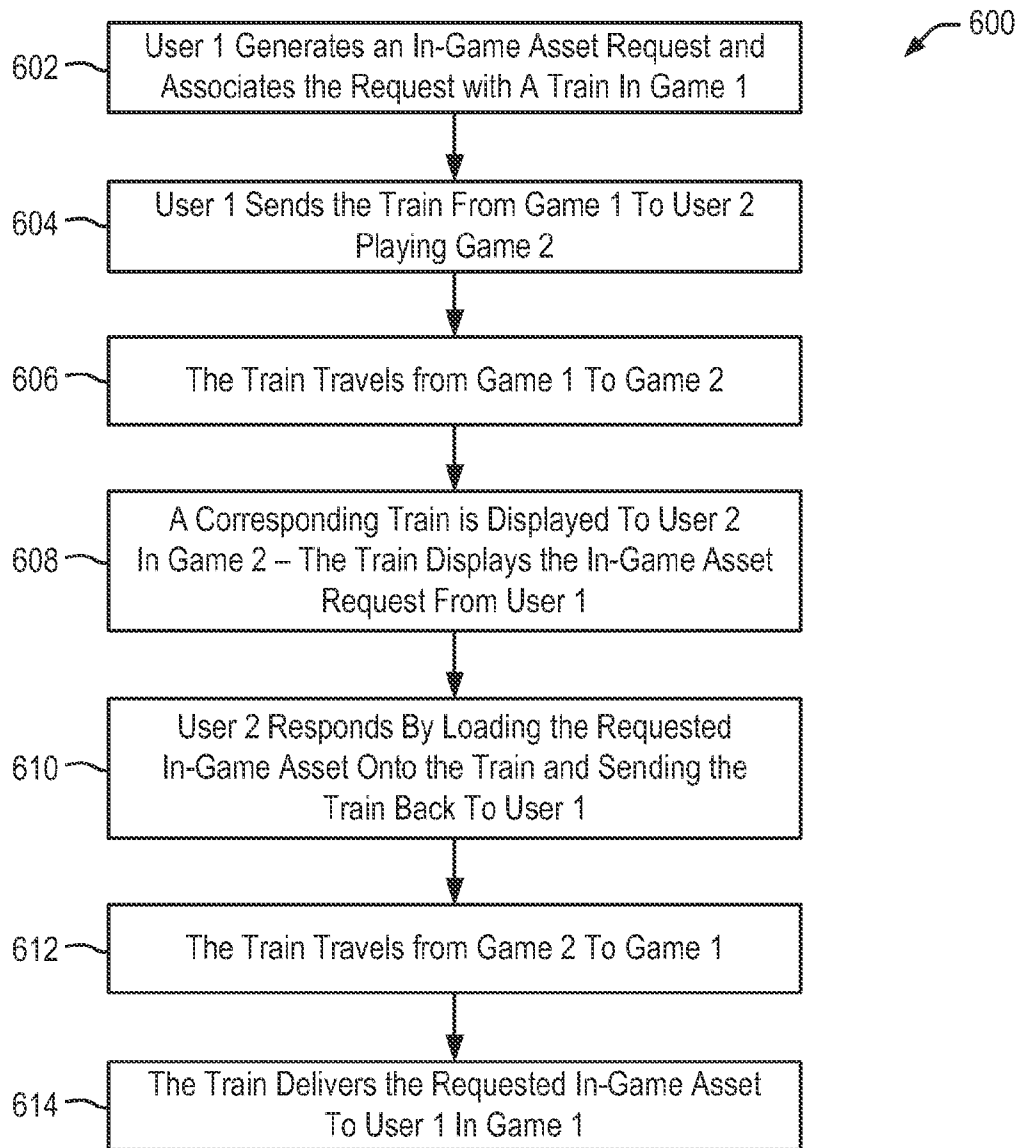 600
602
User 1 Generates an In-Game Asset Request and
Associates the Request with A Train In Game 1
604
User 1 Sends the Train From Game 1 To User 2
Playing Game 2
606
The Train Travels from Game 1 To Game 2
608
A Corresponding Train is Displayed To User 2
In Game 2 – The Train Displays the In-Game Asset
Request From User 1
610
User 2 Responds By Loading the Requested
In-Game Asset Onto the Train and Sending the
Train Back To User 1
612
The Train Travels from Game 2 To Game 1
614
The Train Delivers the Requested In-Game Asset
To User 1 In Game 1